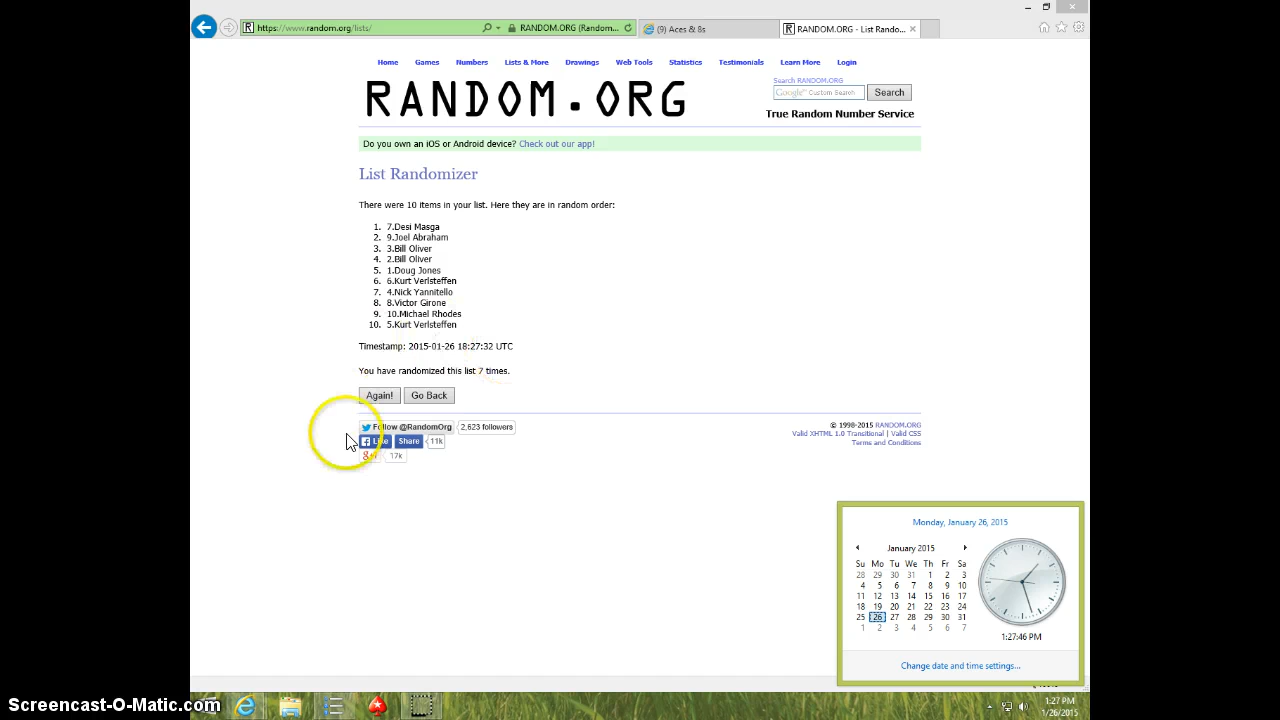 https://www.random.org/lists/
RANDOM.ORG (Random...
(9) Aces & 8s
RANDOM.ORG - List Rando...
Home Games Numbers Lists & More Drawings Web Tools Statistics Testimonials Learn More Login
RANDOM.ORG
Search RANDOM.ORG
Google™ Custom Search Search
True Random Number Service
Do you own an iOS or Android device? Check out our app!
List Randomizer
There were 10 items in your list. Here they are in random order:
1. 7.Desi Masga
2. 9.Joel Abraham
3. 3.Bill Oliver
4. 2.Bill Oliver
5. 1.Doug Jones
6. 6.Kurt Verlsteffen
7. 4.Nick Yannitello
8. 8.Victor Girone
9. 10.Michael Rhodes
10. 5.Kurt Verlsteffen
Timestamp: 2015-01-26 18:27:32 UTC
You have randomized this list 7 times.
Again! Go Back
Follow @RandomOrg 2,623 followers
Like Share 11k
17k
© 1998-2015 RANDOM.ORG
Valid XHTML 1.0 Transitional | Valid CSS
Terms and Conditions
Monday, January 26, 2015
January 2015
Su Mo Tu We Th Fr Sa
28 29 30 31 1 2 3
4 5 6 7 8 9 10
11 12 13 14 15 16 17
18 19 20 21 22 23 24
25 26 27 28 29 30 31
1 2 3 4 5 6 7
1:27:46 PM
Change date and time settings...
1:27 PM
1/26/2015
Screencast-O-Matic.com